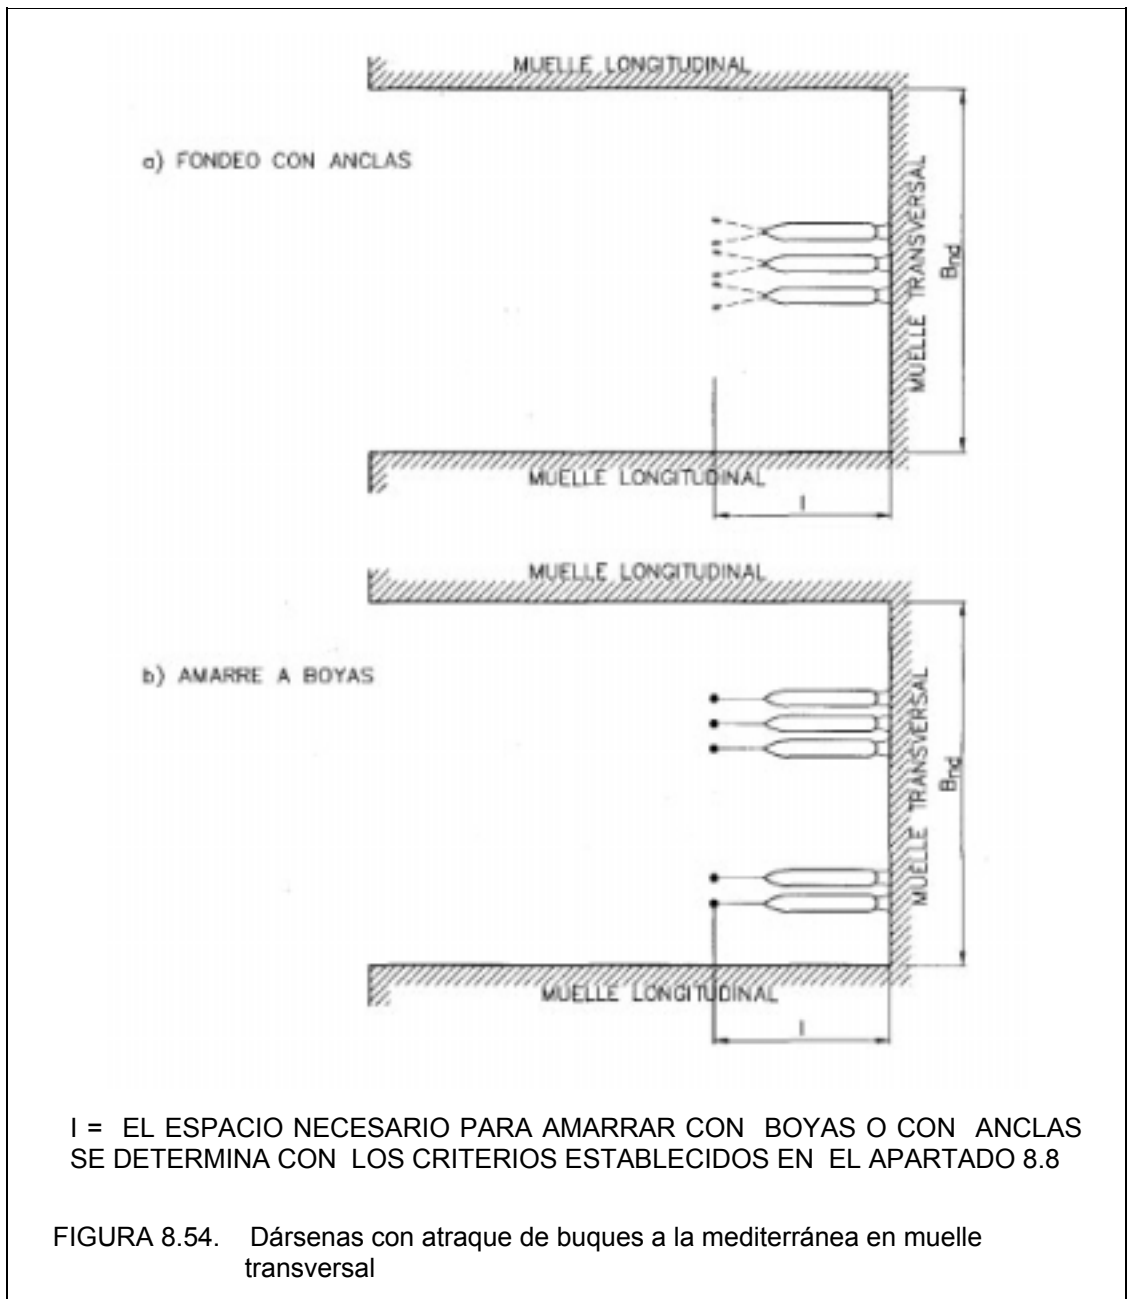 MUELLE LONGITUDINAL
a) FONDEO CON ANCLAS
MUELLE TRANSVERSAL
Bnd
MUELLE LONGITUDINAL
l
MUELLE LONGITUDINAL
b) AMARRE A BOYAS
MUELLE TRANSVERSAL
Bnd
MUELLE LONGITUDINAL
l
l = EL ESPACIO NECESARIO PARA AMARRAR CON BOYAS O CON ANCLAS
SE DETERMINA CON LOS CRITERIOS ESTABLECIDOS EN EL APARTADO 8.8
FIGURA 8.54. Dársenas con atraque de buques a la mediterránea en muelle
transversal